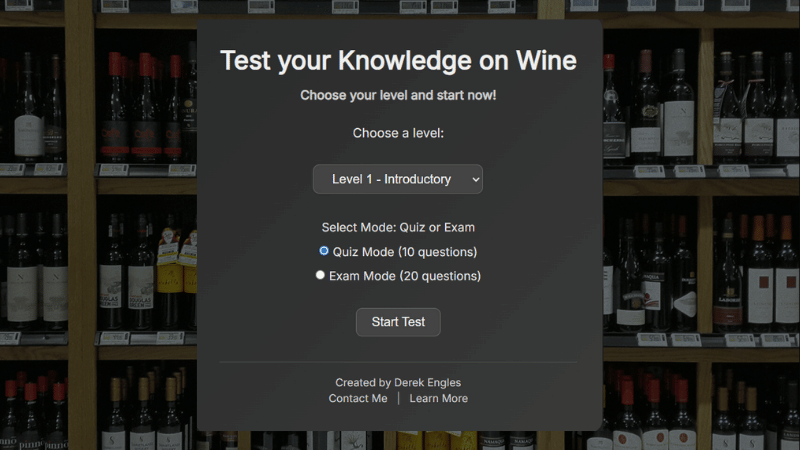 Test your Knowledge on Wine
Choose your level and start now!
Choose a level:
Level 1 - Introductory
Select Mode: Quiz or Exam
Quiz Mode (10 questions)
Exam Mode (20 questions)
Start Test
Created by Derek Engles
Contact Me | Learn More